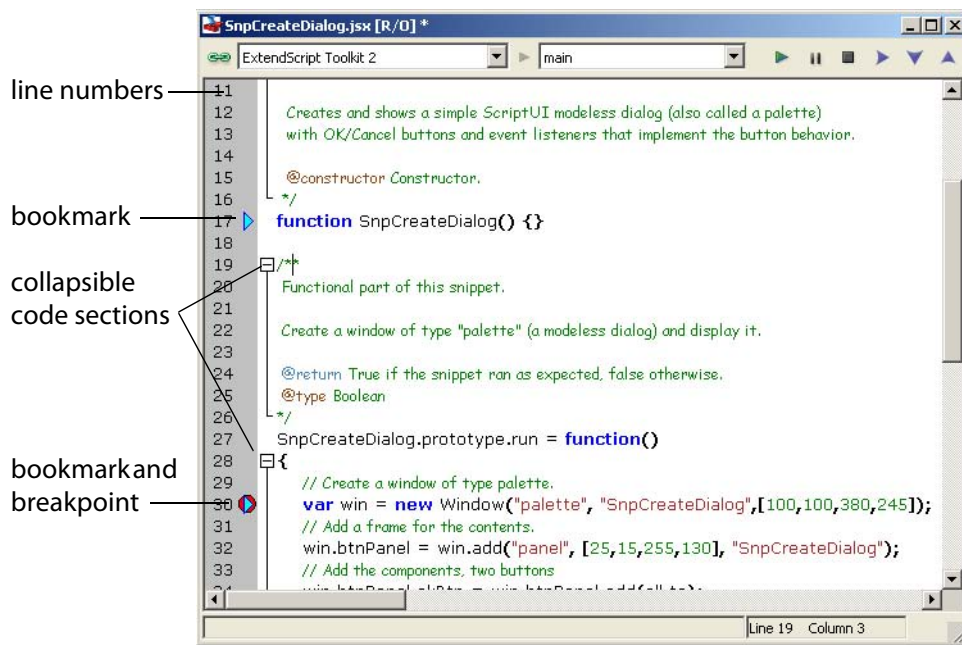 SnpCreateDialog.jsx [R/O] *
ExtendScript Toolkit 2 main
line numbers
11
12 Creates and shows a simple ScriptUI modeless dialog (also called a palette)
13 with OK/Cancel buttons and event listeners that implement the button behavior.
14
15 @constructor Constructor.
16 */
bookmark
17 function SnpCreateDialog() {}
18
19 /**
collapsible
code sections
20 Functional part of this snippet.
21
22 Create a window of type "palette" (a modeless dialog) and display it.
23
24 @return True if the snippet ran as expected, false otherwise.
25 @type Boolean
26 */
27 SnpCreateDialog.prototype.run = function()
28 {
bookmark and
breakpoint
29 // Create a window of type palette.
30 var win = new Window("palette", "SnpCreateDialog",[100,100,380,245]);
31 // Add a frame for the contents.
32 win.btnPanel = win.add("panel", [25,15,255,130], "SnpCreateDialog");
33 // Add the components, two buttons
Line 19 Column 3